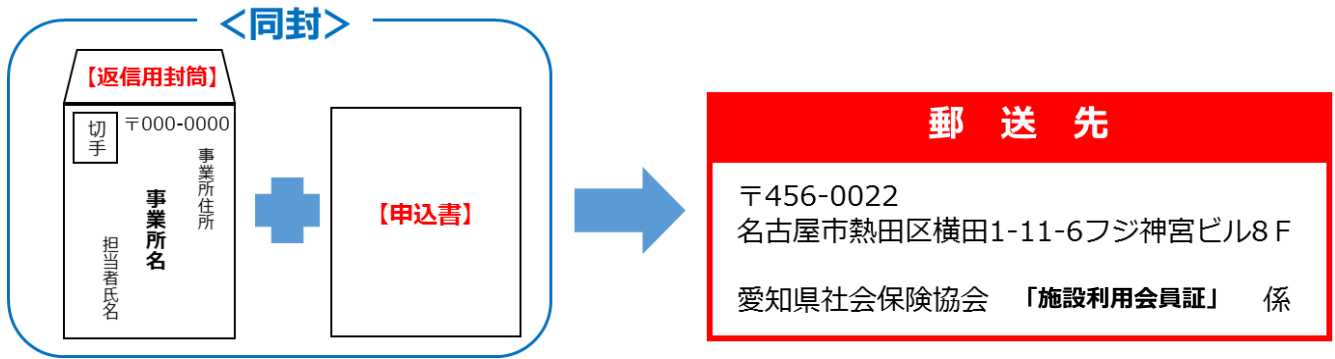 ＜同封＞
【返信用封筒】
切手
〒000-0000
事業所住所
事業所名
担当者氏名
【申込書】
郵　送　先
〒456-0022
名古屋市熱田区横田1-11-6フジ神宮ビル8Ｆ
愛知県社会保険協会　「施設利用会員証」　係